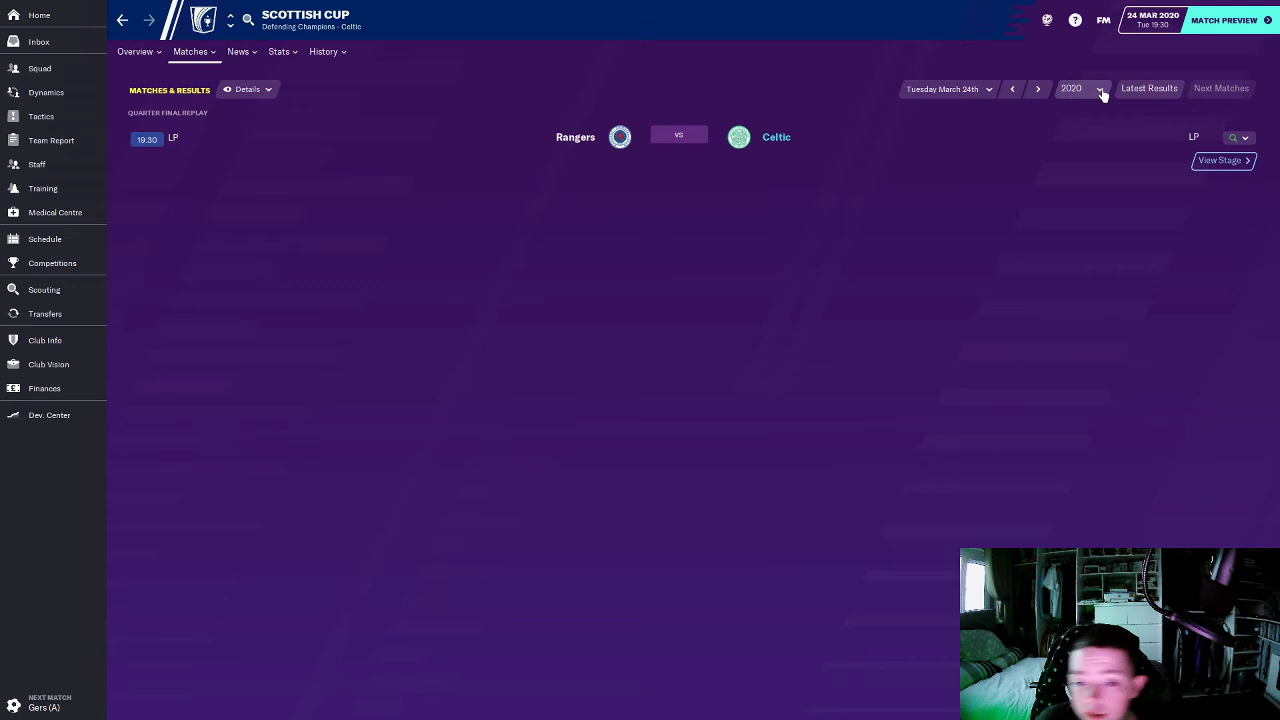 SCOTTISH CUP
Defending Champions - Celtic
FM
24 MAR 2020
Tue 19:30
MATCH PREVIEW
Overview
Matches
News
Stats
History
Inbox
Squad
Dynamics
Tactics
Team Report
Staff
Training
Medical Centre
Schedule
Competitions
Scouting
Transfers
Club Info
Club Vision
Finances
Dev. Center
NEXT MATCH
Gers (A)
MATCHES & RESULTS
Details
Tuesday March 24th
2020
Latest Results
Next Matches
QUARTER FINAL REPLAY
19:30 LP Rangers VS Celtic LP
View Stage